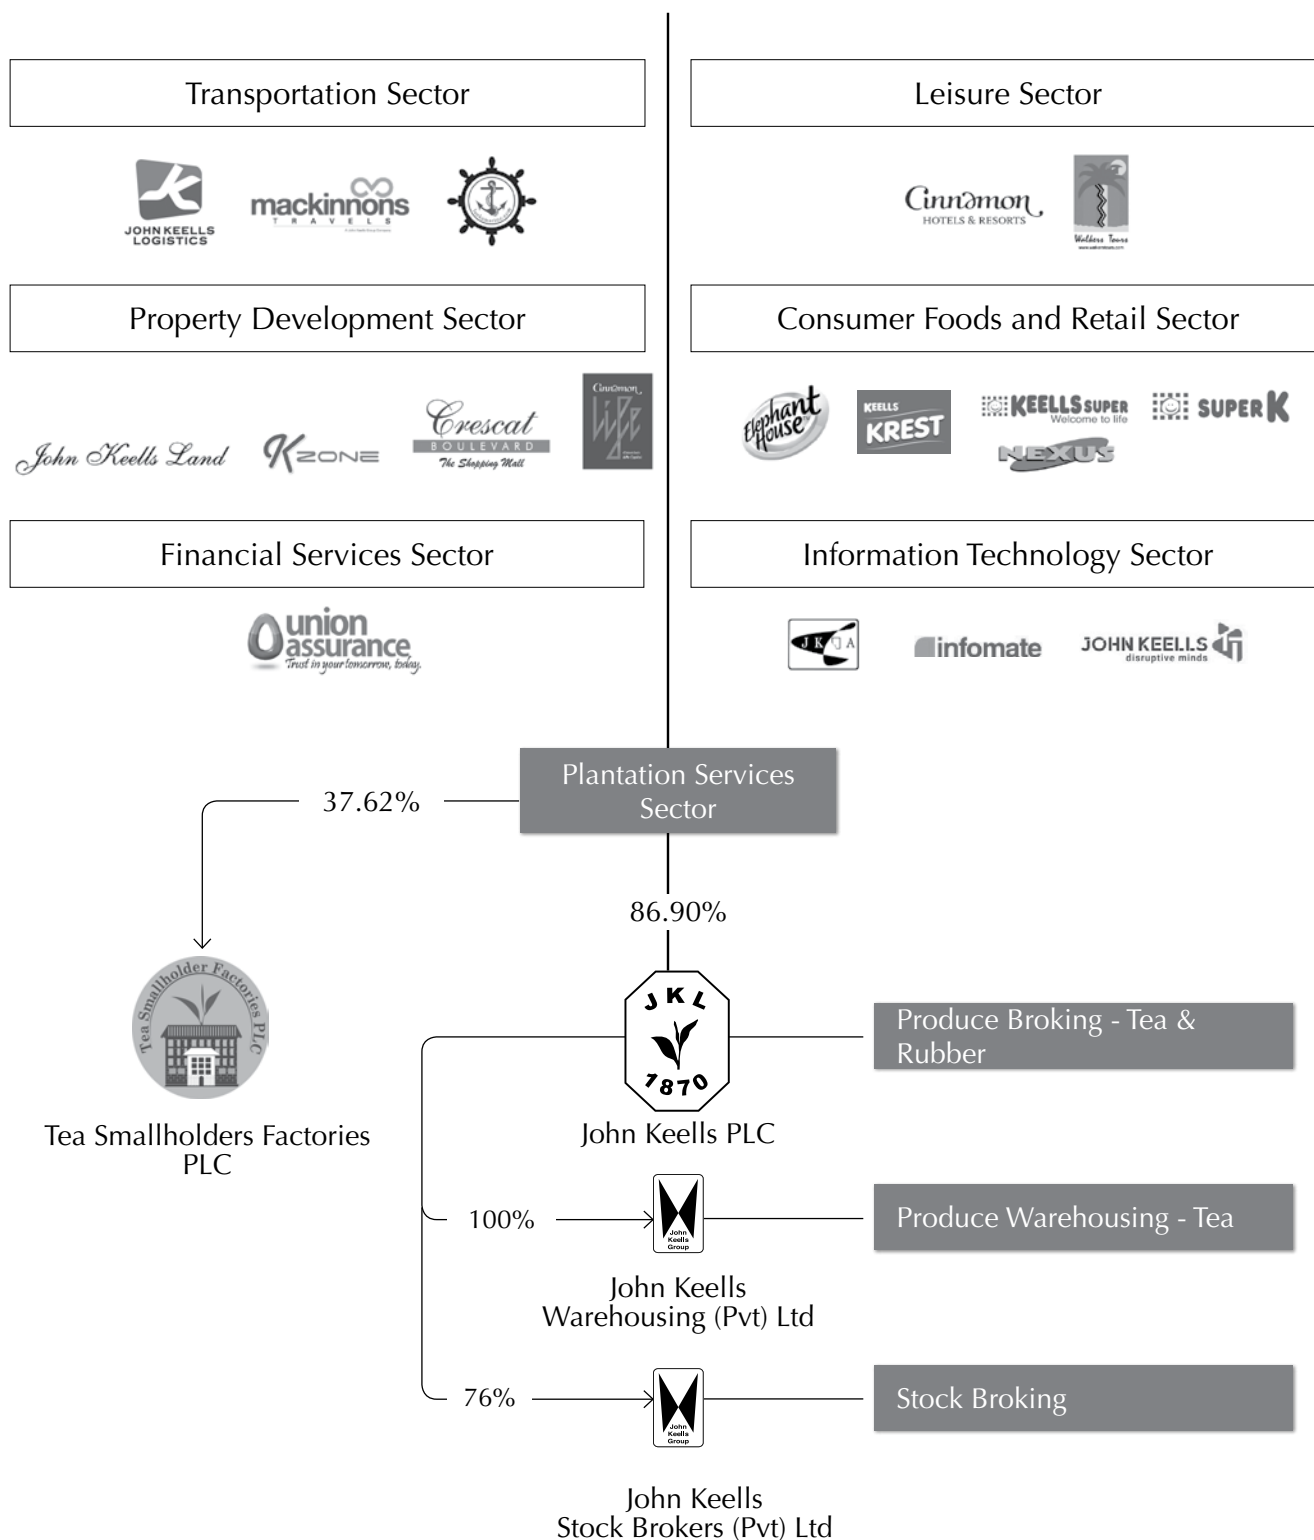 Transportation Sector
Leisure Sector
JOHN KEELLS
LOGISTICS
mackinnons
TRAVELS
Cinnamon
HOTELS & RESORTS
Walkers Tours
www.walkerstours.com
Property Development Sector
Consumer Foods and Retail Sector
John Keells Land
K ZONE
Crescat
BOULEVARD
The Shopping Mall
Cinnamon
life
Elephant
House
KEELLS
KREST
KEELLS SUPER
Welcome to life
SUPER K
NEXUS
Financial Services Sector
Information Technology Sector
union
assurance
Trust in your tomorrow, today.
infomate
JOHN KEELLS
disruptive minds
Plantation Services
Sector
37.62%
86.90%
Tea Smallholder Factories PLC
JKL
1870
Produce Broking - Tea &
Rubber
Tea Smallholders Factories
PLC
John Keells PLC
100%
John
Keells
Group
Produce Warehousing - Tea
John Keells
Warehousing (Pvt) Ltd
76%
John
Keells
Group
Stock Broking
John Keells
Stock Brokers (Pvt) Ltd